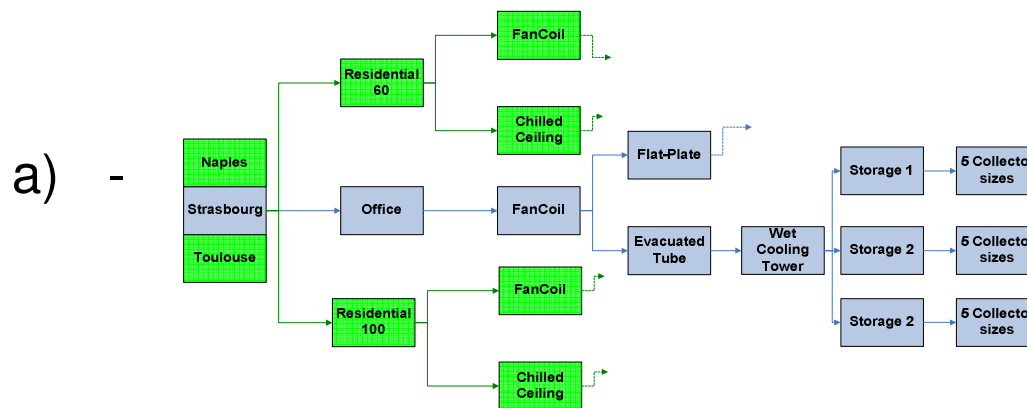 a) -
Naples
Strasbourg
Toulouse
Residential
60
Office
Residential
100
FanCoil
Chilled
Ceiling
FanCoil
FanCoil
Chilled
Ceiling
Flat-Plate
Evacuated
Tube
Wet
Cooling
Tower
Storage 1
Storage 2
Storage 2
5 Collecto
sizes
5 Collecto
sizes
5 Collecto
sizes